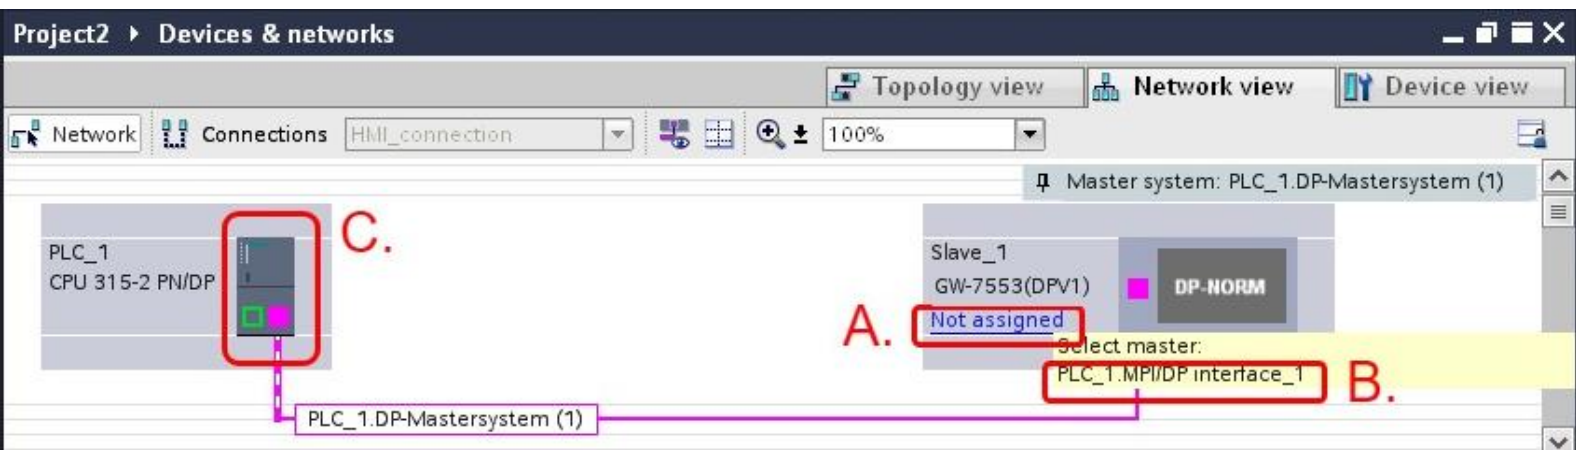 Project2 ▸ Devices & networks
Topology view
Network view
Device view
Network
Connections
HMI_connection
100%
Master system: PLC_1.DP-Mastersystem (1)
C.
PLC_1
CPU 315-2 PN/DP
Slave_1
GW-7553(DPV1)
DP-NORM
A.
Not assigned
Select master:
PLC_1.MPI/DP interface_1
B.
PLC_1.DP-Mastersystem (1)